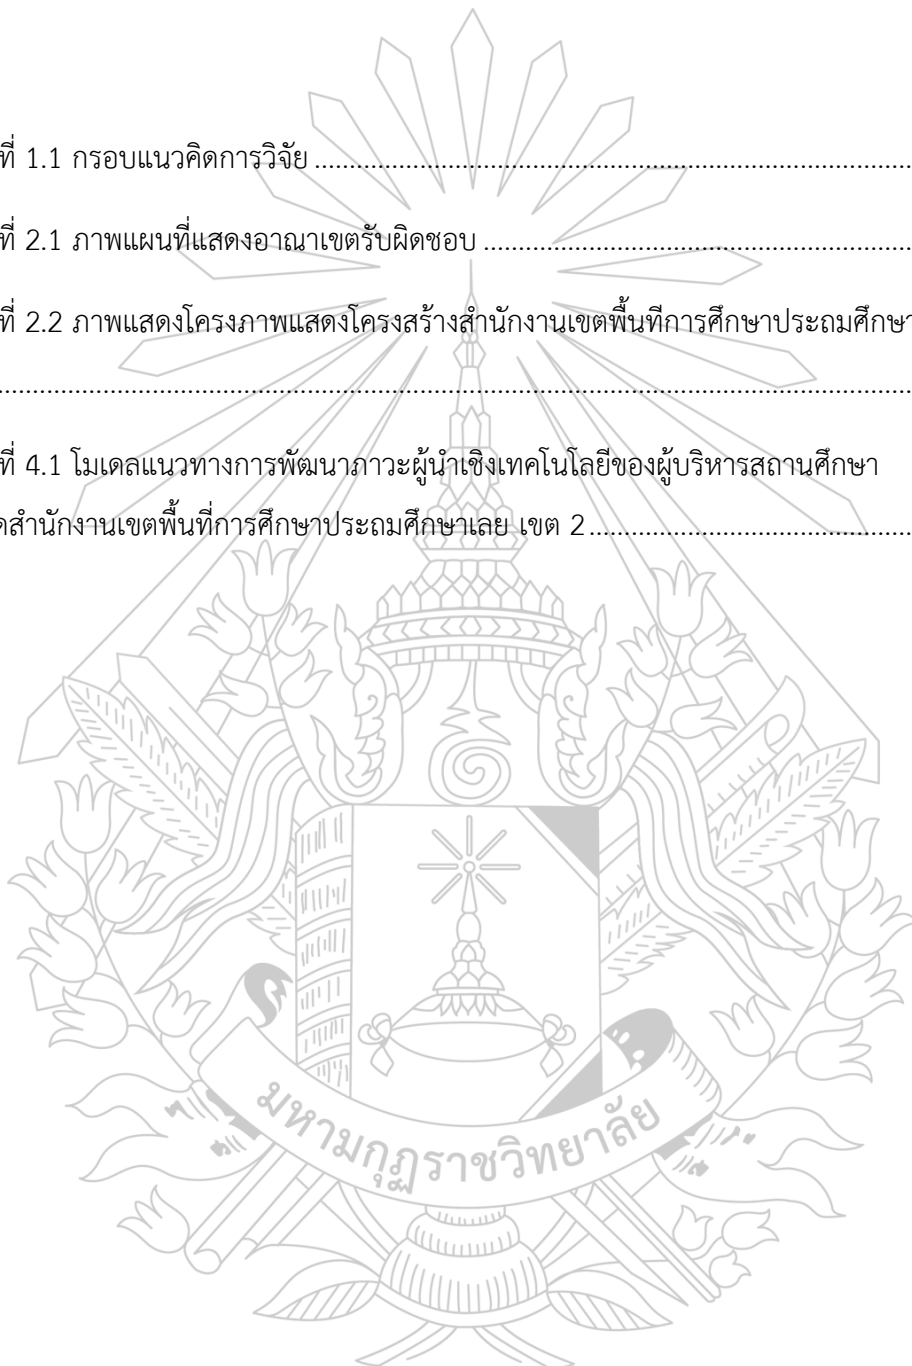 ที่ 1.1 กรอบแนวคิดการวิจัย ........................................................................................
ที่ 2.1 ภาพแผนที่แสดงอาณาเขตรับผิดชอบ ................................................................
ที่ 2.2 ภาพแสดงโครงภาพแสดงโครงสร้างสำนักงานเขตพื้นที่การศึกษาประถมศึกษา
................................................................................................................................
ที่ 4.1 โมเดลแนวทางการพัฒนาภาวะผู้นำเชิงเทคโนโลยีของผู้บริหารสถานศึกษา
สำนักงานเขตพื้นที่การศึกษาประถมศึกษาเลย เขต 2 ..............................................
มหามกุฏราชวิทยาลัย